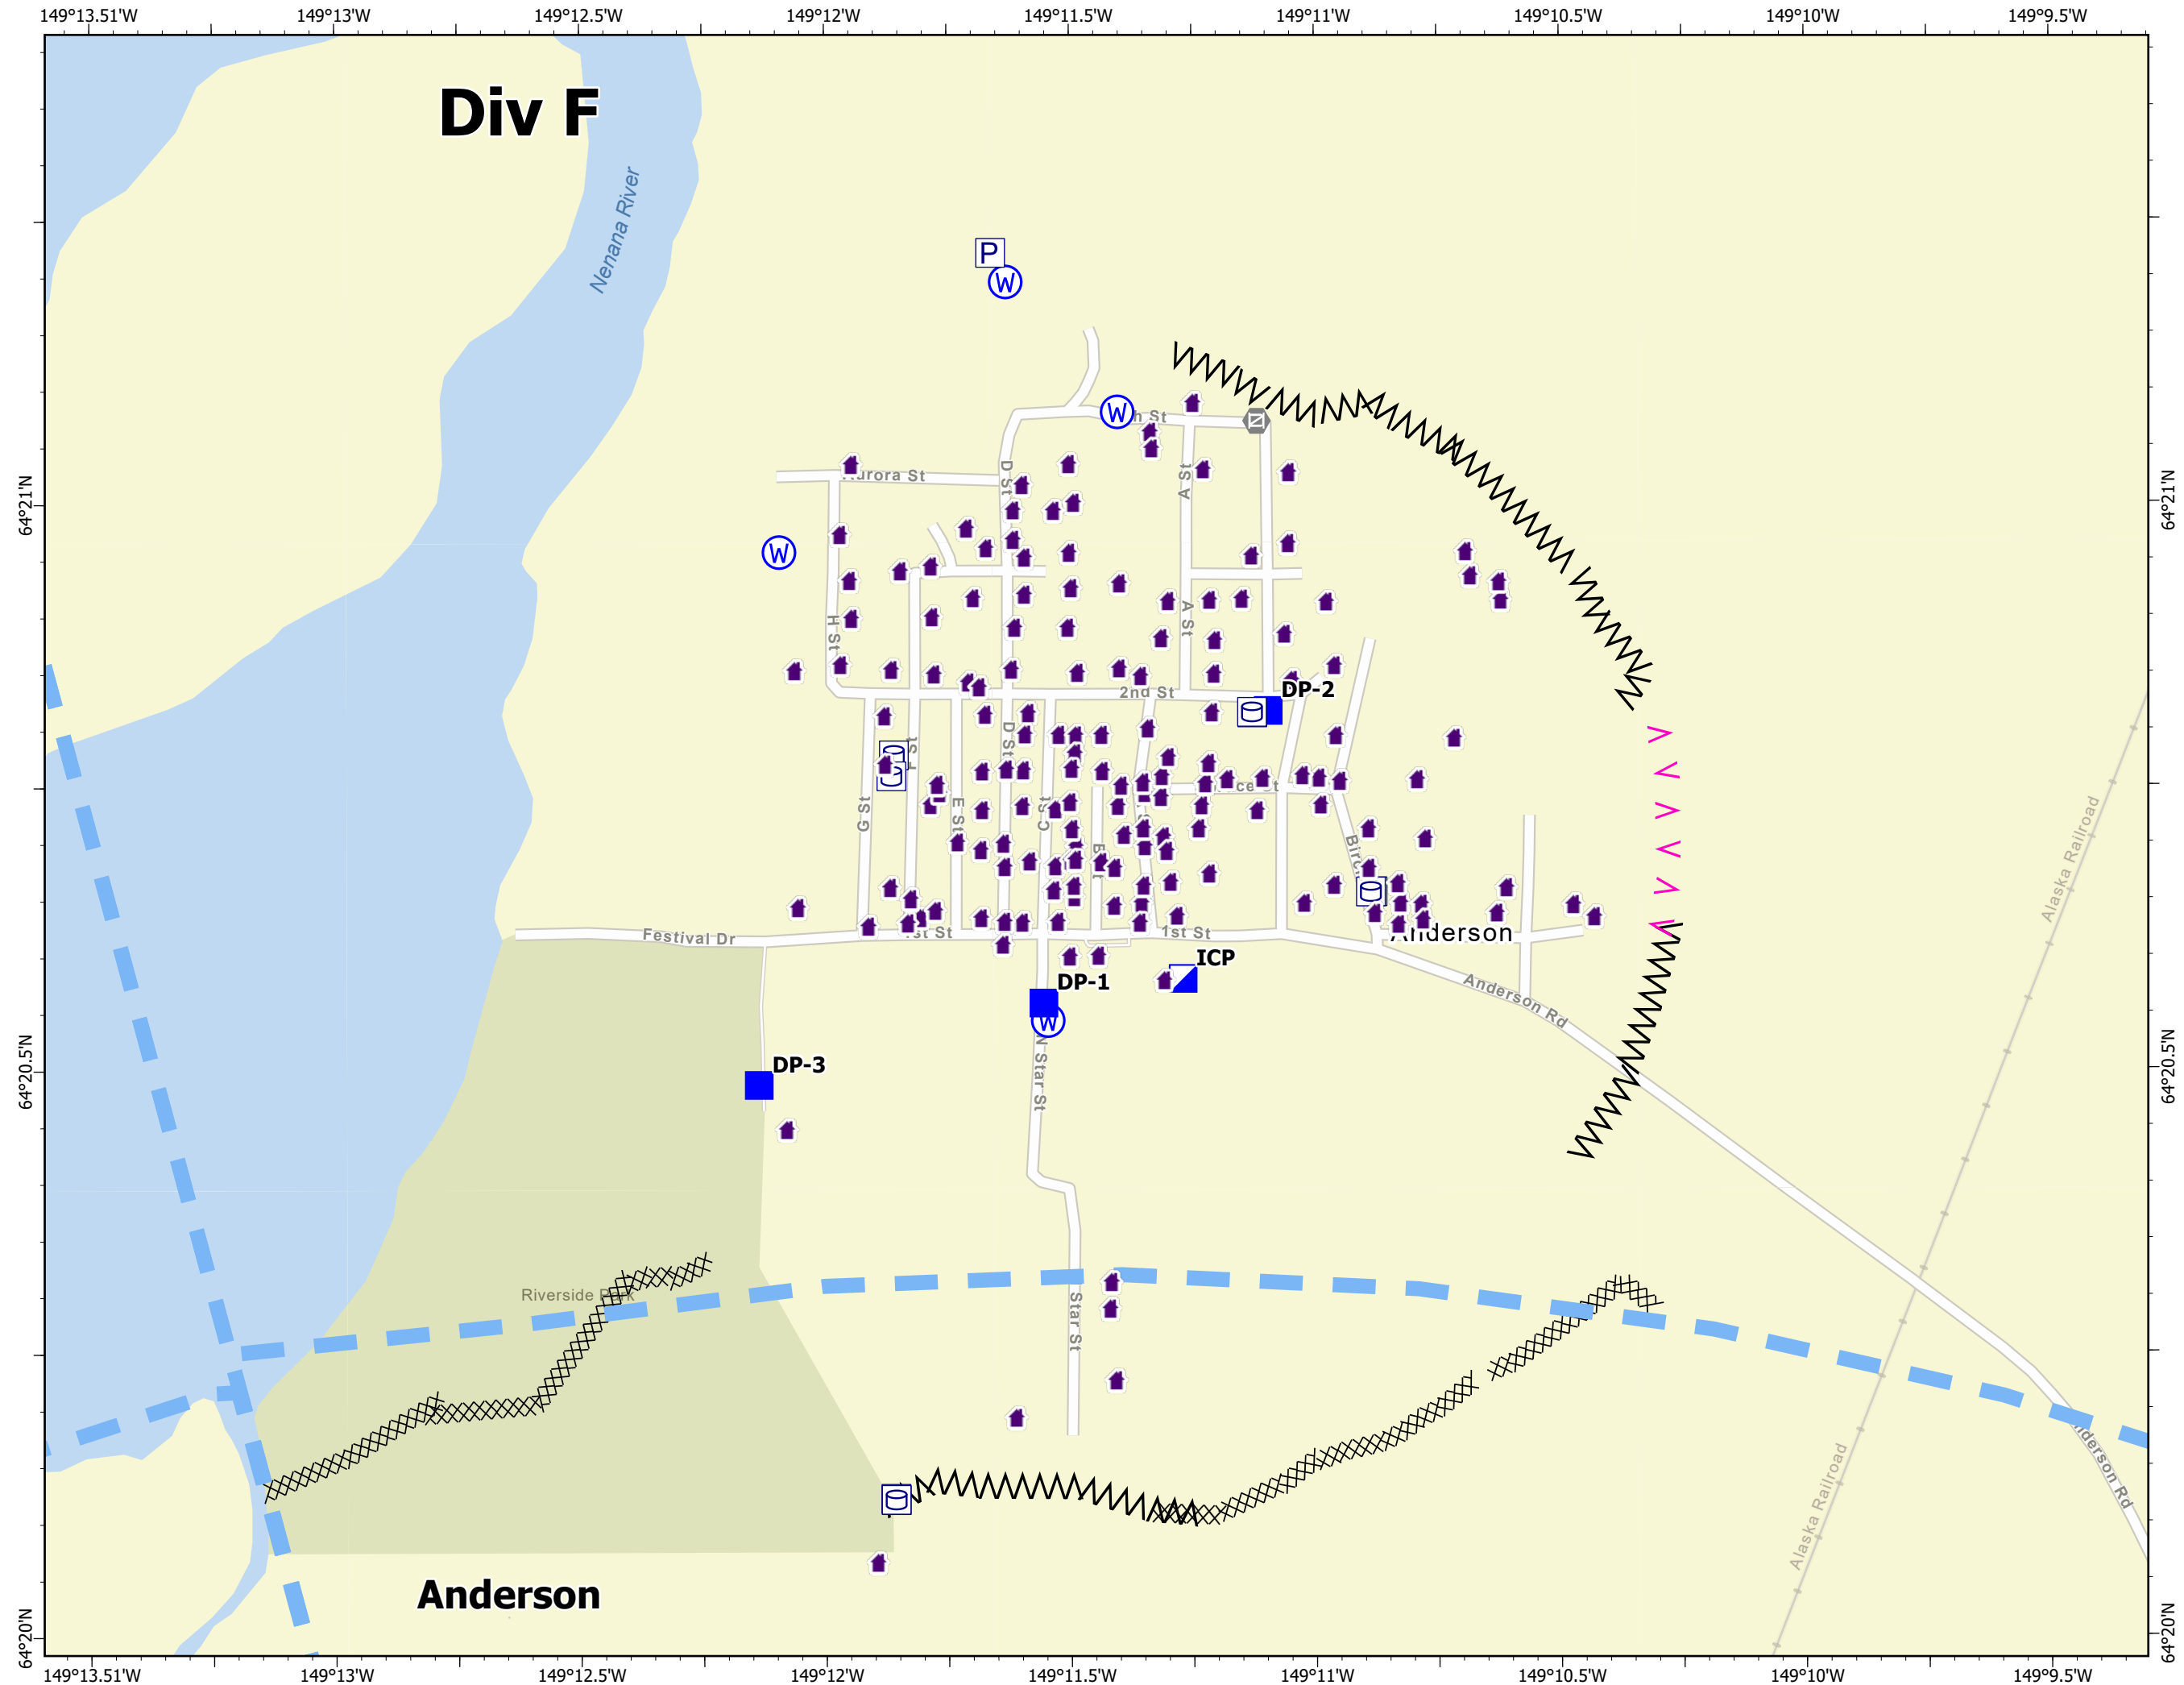 149°13.51'W 149°13'W 149°12.5'W 149°12'W 149°11.5'W 149°11'W 149°10.5'W 149°10'W 149°9.5'W
Div F
Nenana River
P
W
W
h St
Aurora St
D St
A St
64°21'N
64°21'N
W
H St
A St
2nd St
DP-2
D St
F St
G St
E St
C St
B St
Alaska Railroad
Festival Dr
1st St
1st St
Anderson
ICP
DP-1
W
Anderson Rd
DP-3
N Star St
64°20.5'N
64°20.5'N
Riverside Park
Star St
Anderson Rd
Alaska Railroad
Anderson
64°20'N
64°20'N
149°13.51'W 149°13'W 149°12.5'W 149°12'W 149°11.5'W 149°11'W 149°10.5'W 149°10'W 149°9.5'W